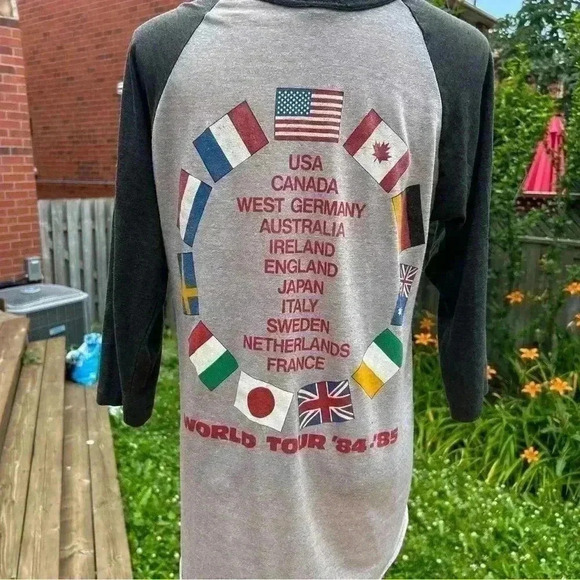 USA
CANADA
WEST GERMANY
AUSTRALIA
IRELAND
ENGLAND
JAPAN
ITALY
SWEDEN
NETHERLANDS
FRANCE
WORLD TOUR '84-'85